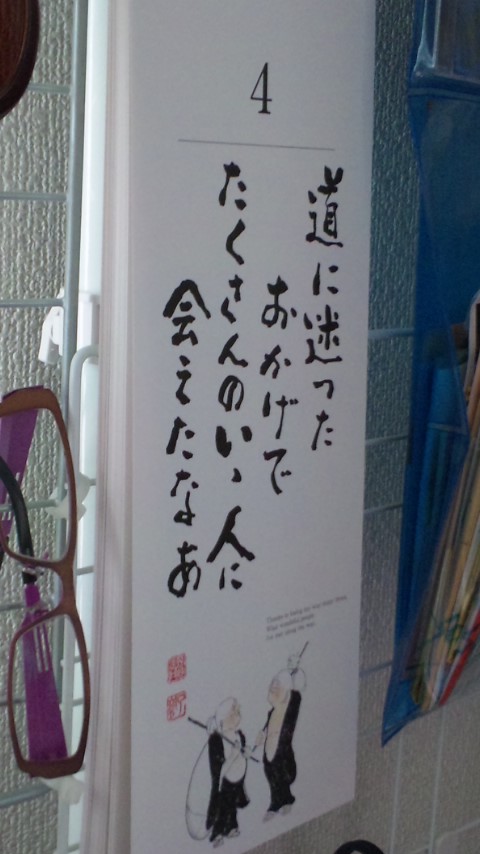 4
道に迷った
おかげで
たくさんのいい人に
会えたなあ